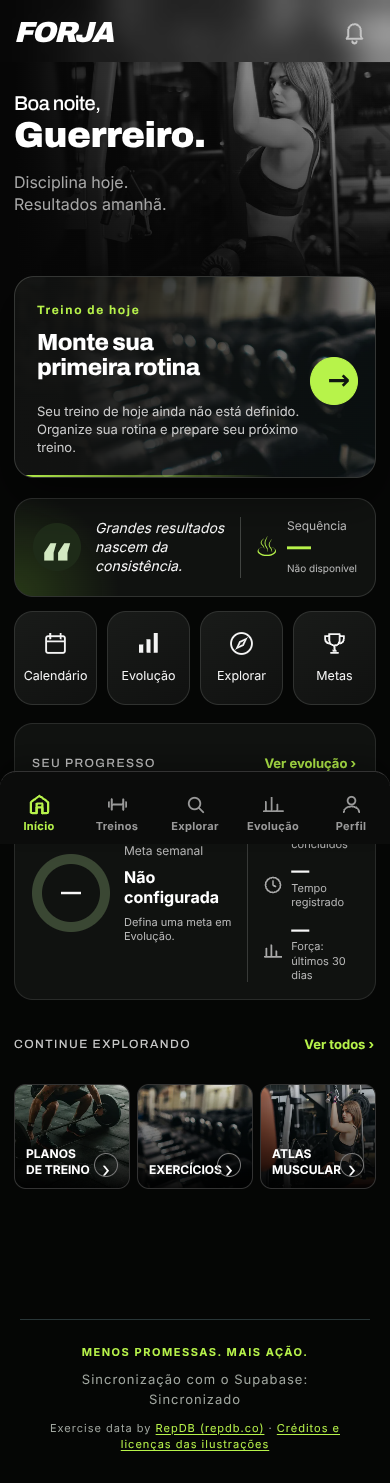 FORJA
Boa noite,
Guerreiro.
Disciplina hoje.
Resultados amanhã.
Treino de hoje
Monte sua
primeira rotina
Seu treino de hoje ainda não está definido.
Organize sua rotina e prepare seu próximo
treino.
Grandes resultados
nascem da
consistência.
Sequência
—
Não disponível
Calendário
Evolução
Explorar
Metas
SEU PROGRESSO
Ver evolução ›
Início
Treinos
Explorar
Evolução
Perfil
Meta semanal
—
Não
configurada
Defina uma meta em
Evolução.
concluídos
—
Tempo
registrado
—
Força:
últimos 30
dias
CONTINUE EXPLORANDO
Ver todos ›
PLANOS
DE TREINO ›
EXERCÍCIOS ›
ATLAS
MUSCULAR ›
MENOS PROMESSAS. MAIS AÇÃO.
Sincronização com o Supabase:
Sincronizado
Exercise data by RepDB (repdb.co) · Créditos e
licenças das ilustrações